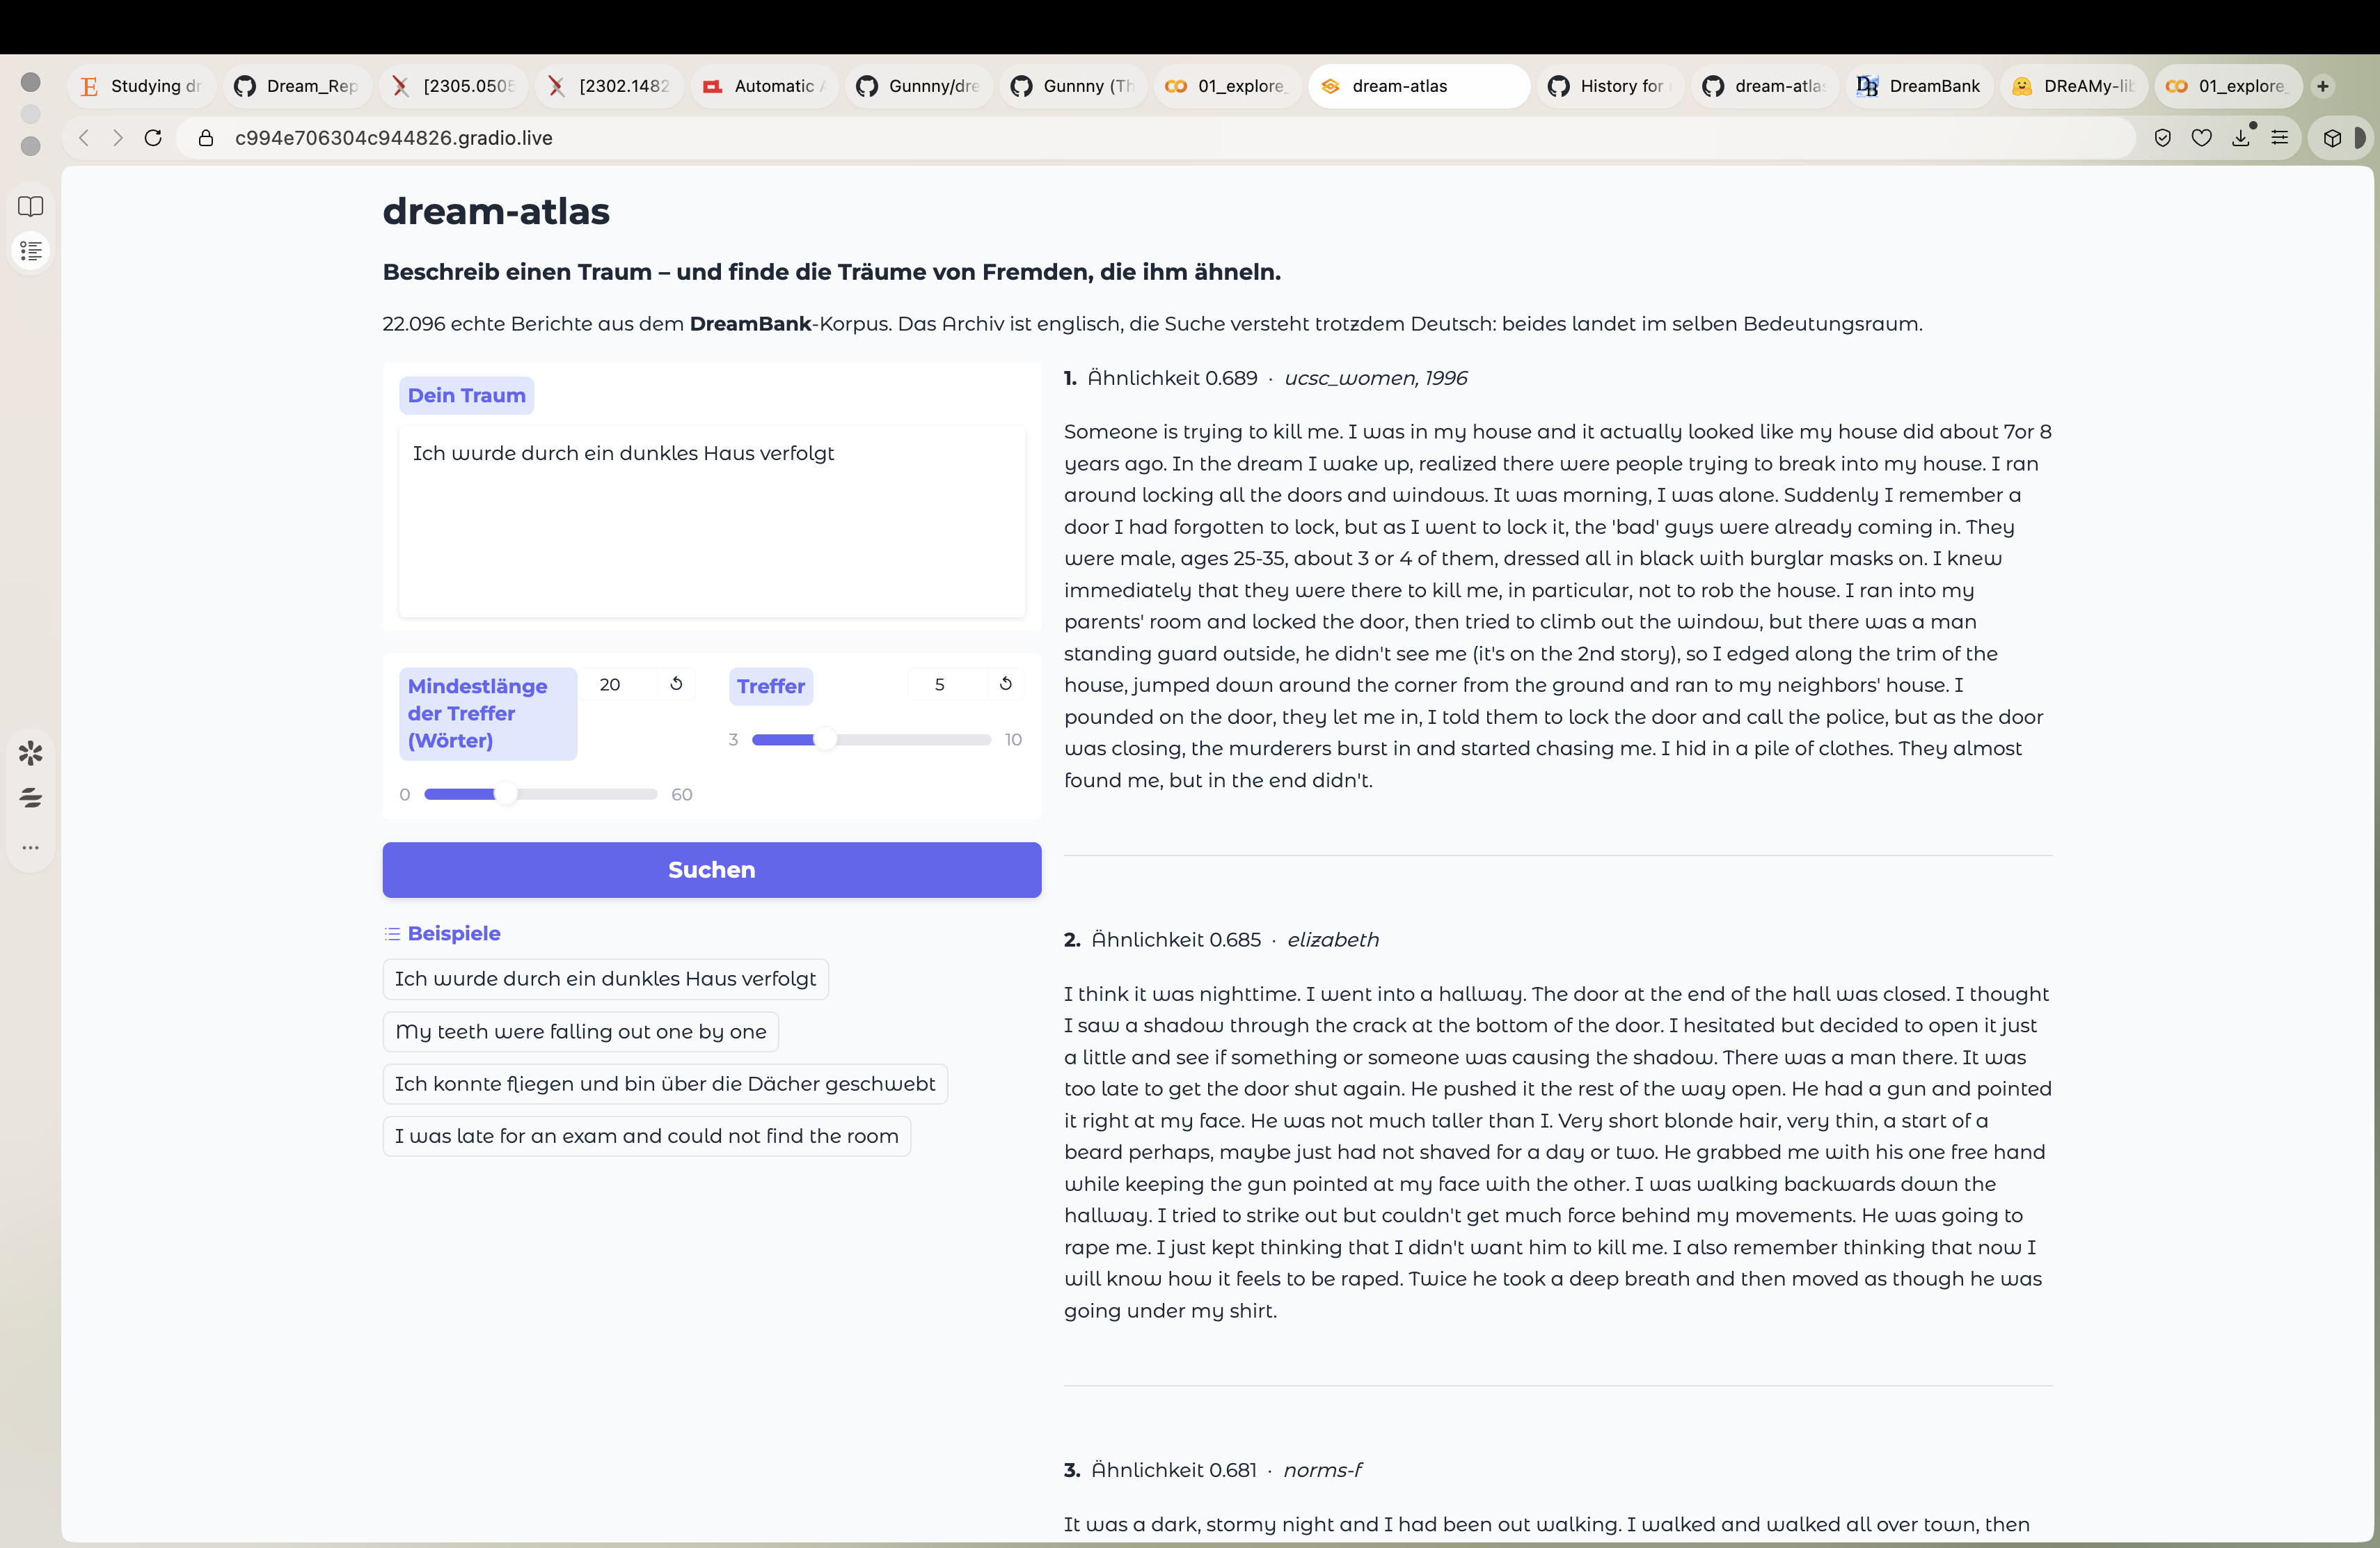 Studying dr
Dream_Rep
[2305.0505
[2302.1482
Automatic A
Gunnny/dre
Gunnny (Th
01_explore_
dream-atlas
History for
dream-atlas
DreamBank
DReAMy-lib
01_explore_
c994e706304c944826.gradio.live
dream-atlas
Beschreib einen Traum – und finde die Träume von Fremden, die ihm ähneln.
22.096 echte Berichte aus dem DreamBank-Korpus. Das Archiv ist englisch, die Suche versteht trotzdem Deutsch: beides landet im selben Bedeutungsraum.
Dein Traum
Ich wurde durch ein dunkles Haus verfolgt
Mindestlänge
der Treffer
(Wörter)
20
0
60
Treffer
5
3
10
Suchen
Beispiele
Ich wurde durch ein dunkles Haus verfolgt
My teeth were falling out one by one
Ich konnte fliegen und bin über die Dächer geschwebt
I was late for an exam and could not find the room
1. Ähnlichkeit 0.689 · ucsc_women, 1996
Someone is trying to kill me. I was in my house and it actually looked like my house did about 7or 8
years ago. In the dream I wake up, realized there were people trying to break into my house. I ran
around locking all the doors and windows. It was morning, I was alone. Suddenly I remember a
door I had forgotten to lock, but as I went to lock it, the 'bad' guys were already coming in. They
were male, ages 25-35, about 3 or 4 of them, dressed all in black with burglar masks on. I knew
immediately that they were there to kill me, in particular, not to rob the house. I ran into my
parents' room and locked the door, then tried to climb out the window, but there was a man
standing guard outside, he didn't see me (it's on the 2nd story), so I edged along the trim of the
house, jumped down around the corner from the ground and ran to my neighbors' house. I
pounded on the door, they let me in, I told them to lock the door and call the police, but as the door
was closing, the murderers burst in and started chasing me. I hid in a pile of clothes. They almost
found me, but in the end didn't.
2. Ähnlichkeit 0.685 · elizabeth
I think it was nighttime. I went into a hallway. The door at the end of the hall was closed. I thought
I saw a shadow through the crack at the bottom of the door. I hesitated but decided to open it just
a little and see if something or someone was causing the shadow. There was a man there. It was
too late to get the door shut again. He pushed it the rest of the way open. He had a gun and pointed
it right at my face. He was not much taller than I. Very short blonde hair, very thin, a start of a
beard perhaps, maybe just had not shaved for a day or two. He grabbed me with his one free hand
while keeping the gun pointed at my face with the other. I was walking backwards down the
hallway. I tried to strike out but couldn't get much force behind my movements. He was going to
rape me. I just kept thinking that I didn't want him to kill me. I also remember thinking that now I
will know how it feels to be raped. Twice he took a deep breath and then moved as though he was
going under my shirt.
3. Ähnlichkeit 0.681 · norms-f
It was a dark, stormy night and I had been out walking. I walked and walked all over town, then